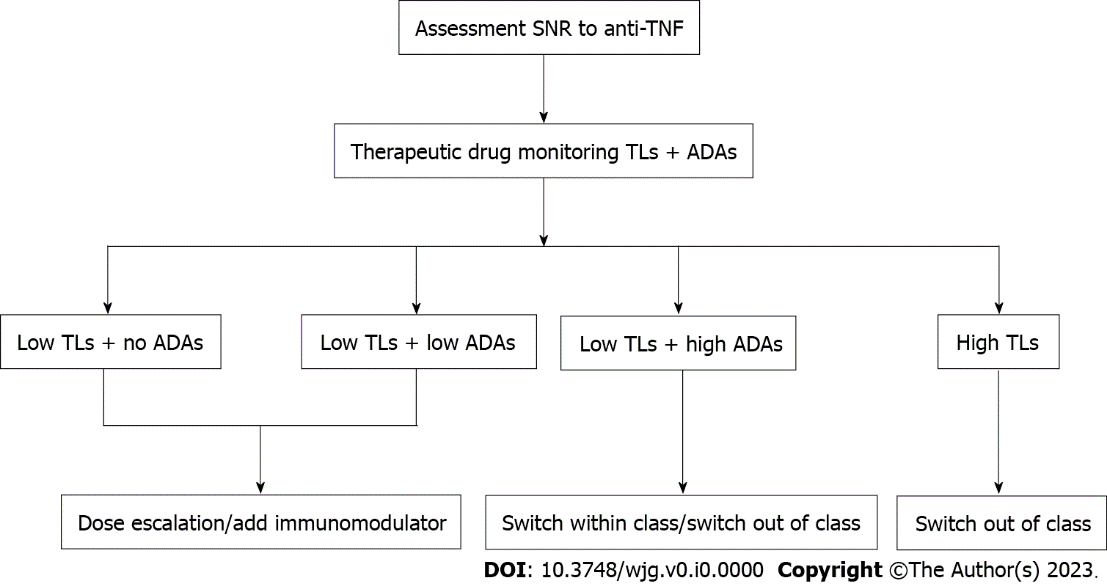 Assessment SNR to anti-TNF
Therapeutic drug monitoring TLs + ADAs
Low TLs + no ADAs
Low TLs + low ADAs
Low TLs + high ADAs
High TLs
Dose escalation/add immunomodulator
Switch within class/switch out of class
Switch out of class
DOI: 10.3748/wjg.v0.i0.0000 Copyright ©The Author(s) 2023.